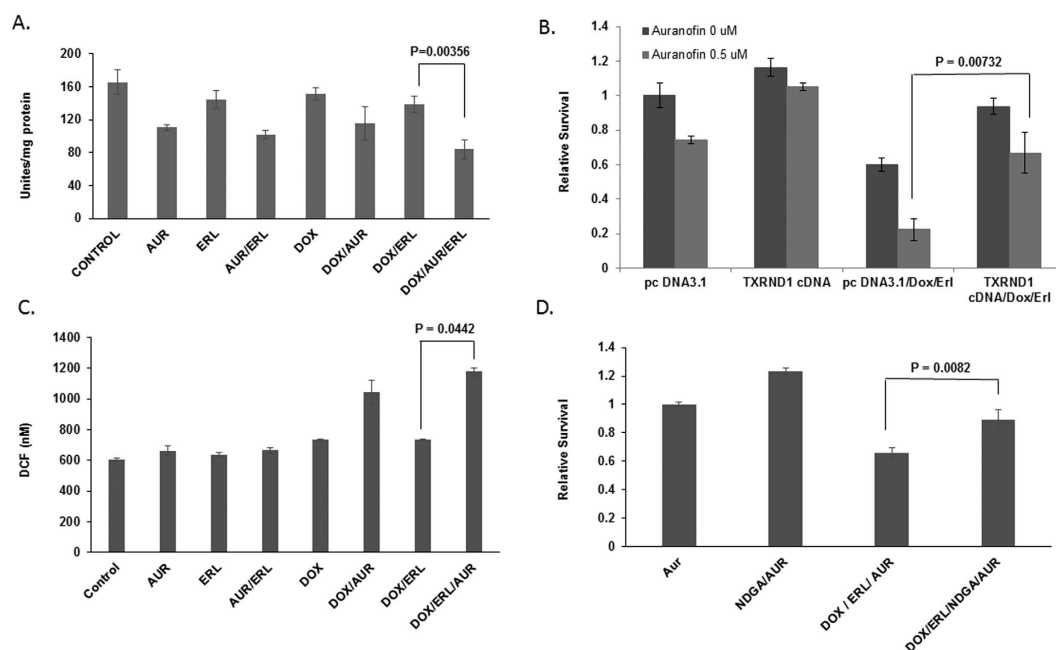 A.
P=0.00356
Unites/mg protein
200
160
120
80
40
0
CONTROL
AUR
ERL
AUR/ERL
DOX
DOX/AUR
DOX/ERL
DOX/AUR/ERL
B.
Auranofin 0 uM
Auranofin 0.5 uM
P = 0.00732
Relative Survival
1.4
1.2
1
0.8
0.6
0.4
0.2
0
pc DNA3.1
TXRND1 cDNA
pc DNA3.1/Dox/Erl
TXRND1
cDNA/Dox/Erl
C.
P = 0.0442
DCF (nM)
1400
1200
1000
800
600
400
200
0
Control
AUR
ERL
AUR/ERL
DOX
DOX/AUR
DOX/ERL
DOX/ERL/AUR
D.
P = 0.0082
Relative Survival
1.4
1.2
1
0.8
0.6
0.4
0.2
0
Aur
NDGA/AUR
DOX / ERL/ AUR
DOX/ERL/NDGA/AUR